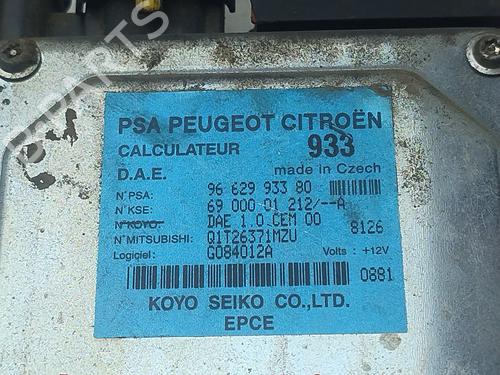 B-PARTS
PSA PEUGEOT CITROËN
CALCULATEUR 933
D.A.E. made in Czech
N°PSA: 96 629 933 80
N°KSE: 69 000 01 212/--A
N°KOYO: DAE 1.0 CEM 00
N°MITSUBISHI: Q1T26371MZU 8126
Logiciel: G084012A Volts : +12V
0881
KOYO SEIKO CO.,LTD.
EPCE